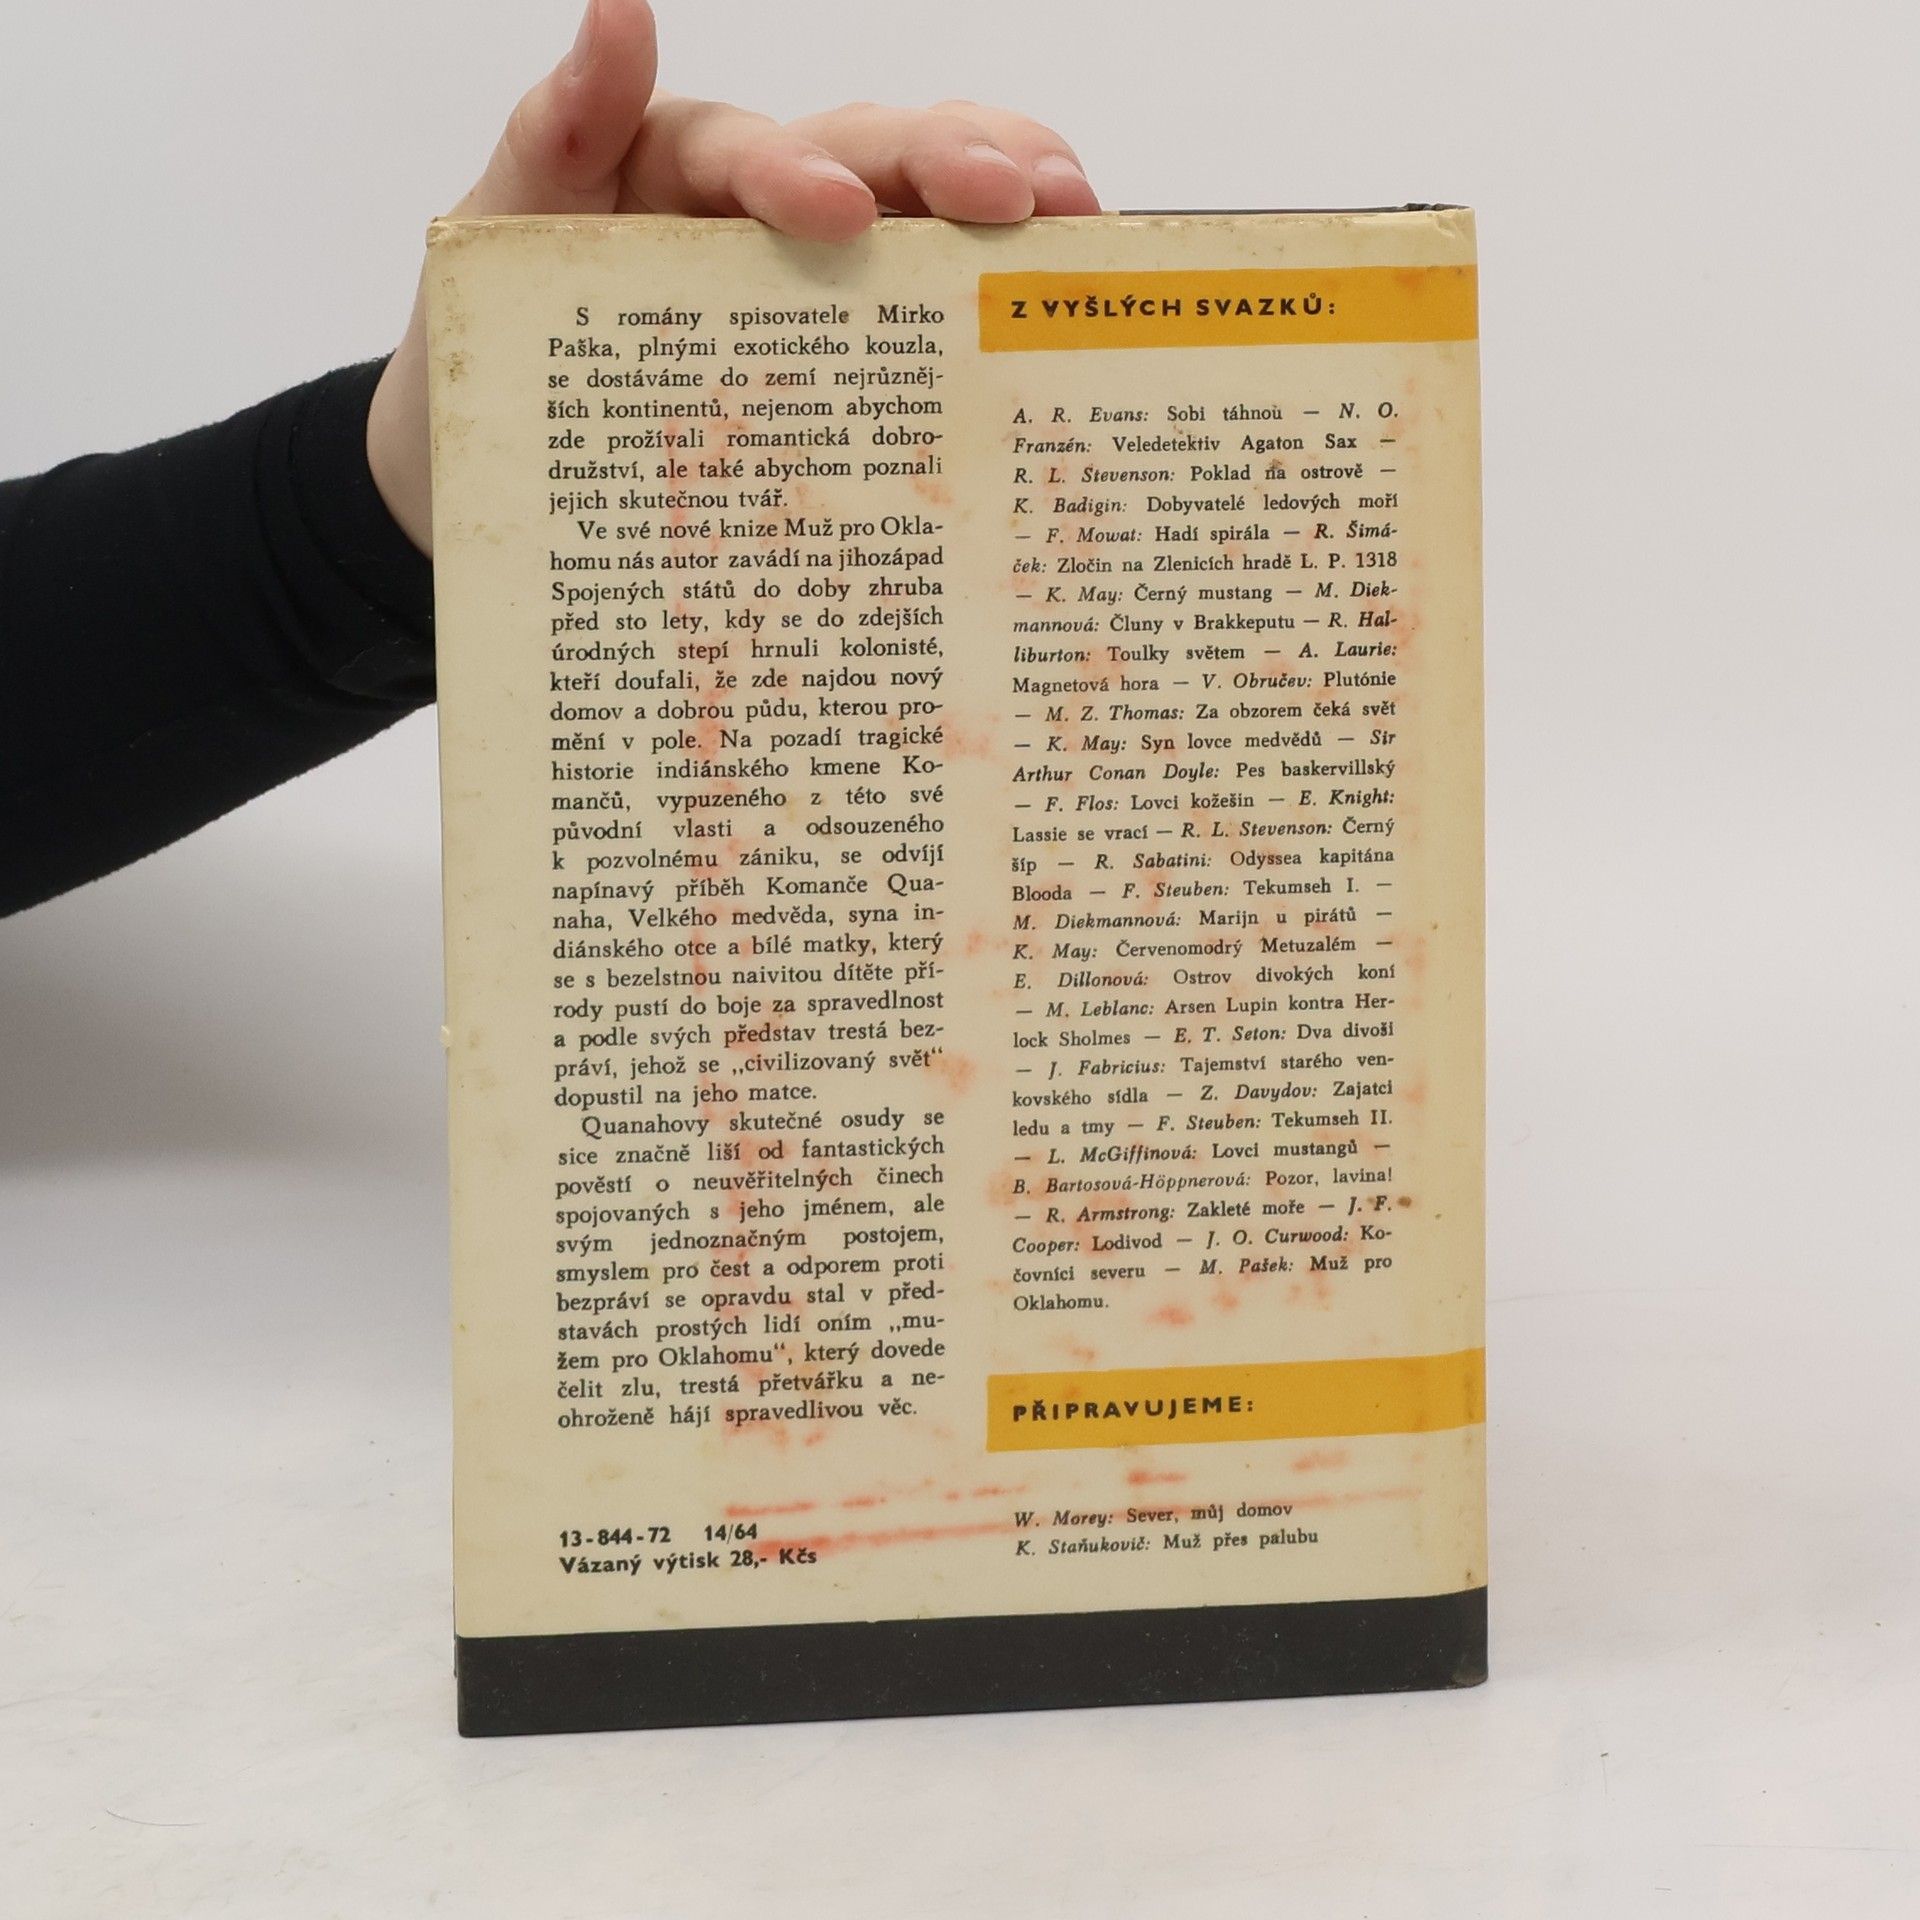 S romány spisovatele Mirko
Paška, plnými exotického kouzla,
se dostáváme do zemí nejrůzněj-
ších kontinentů, nejenom abychom
zde prožívali romantická dobro-
družství, ale také abychom poznali
jejich skutečnou tvář.
Ve své nové knize Muž pro Okla-
homu nás autor zavádí na jihozápad
Spojených států do doby zhruba
před sto lety, kdy se do zdejších
úrodných stepí hrnuli kolonisté,
kteří doufali, že zde najdou nový
domov a dobrou půdu, kterou pro-
mění v pole. Na pozadí tragické
historie indiánského kmene Ko-
mančů, vypuzeného z této své
původní vlasti a odsouzeného
k pozvolnému zániku, se odvíjí
napínavý příběh Komanče Qua-
naha, Velkého medvěda, syna in-
diánského otce a bílé matky, který
se s bezelstnou naivitou dítěte pří-
rody pustí do boje za spravedlnost
a podle svých představ trestá bez-
práví, jehož se „civilizovaný svět“
dopustil na jeho matce.
Quanahovy skutečné osudy se
sice značně liší od fantastických
pověstí o neuvěřitelných činech
spojovaných s jeho jménem, ale
svým jednoznačným postojem,
smyslem pro čest a odporem proti
bezpráví se opravdu stal v před-
stavách prostých lidí oním „mu-
žem pro Oklahomu“, který dovede
čelit zlu, trestá přetvářku a ne-
ohroženě hájí spravedlivou věc.
13-844-72 14/64
Vázaný výtisk 28,- Kčs
Z VYŠLÝCH SVAZKŮ:
A. R. Evans: Sobi táhnou — N. O.
Franzén: Veledetektiv Agaton Sax —
R. L. Stevenson: Poklad na ostrově —
K. Badigin: Dobyvatelé ledových moří
— F. Mowat: Hadí spirála — R. Šimá-
ček: Zločin na Zlenicích hradě L. P. 1318
— K. May: Černý mustang — M. Diek-
mannová: Čluny v Brakkeputu — R. Hal-
liburton: Toulky světem — A. Laurie:
Magnetová hora — V. Obručev: Plutónie
— M. Z. Thomas: Za obzorem čeká svět
— K. May: Syn lovce medvědů — Sir
Arthur Conan Doyle: Pes baskervillský
— F. Flos: Lovci kožešin — E. Knight:
Lassie se vrací — R. L. Stevenson: Černý
šíp — R. Sabatini: Odyssea kapitána
Blooda — F. Steuben: Tekumseh I. —
M. Diekmannová: Marijn u pirátů —
K. May: Červenomodrý Metuzalém —
E. Dillonová: Ostrov divokých koní
— M. Leblanc: Arsen Lupin kontra Her-
lock Sholmes — E. T. Seton: Dva divoši
— J. Fabricius: Tajemství starého ven-
kovského sídla — Z. Davydov: Zajatci
ledu a tmy — F. Steuben: Tekumseh II.
— L. McGiffinová: Lovci mustangů —
B. Bartosová-Höppnerová: Pozor, lavina!
— R. Armstrong: Zakleté moře — J. F.
Cooper: Lodivod — J. O. Curwood: Ko-
čovníci severu — M. Pašek: Muž pro
Oklahomu.
PŘIPRAVUJEME:
W. Morey: Sever, můj domov
K. Staňukovič: Muž přes palubu